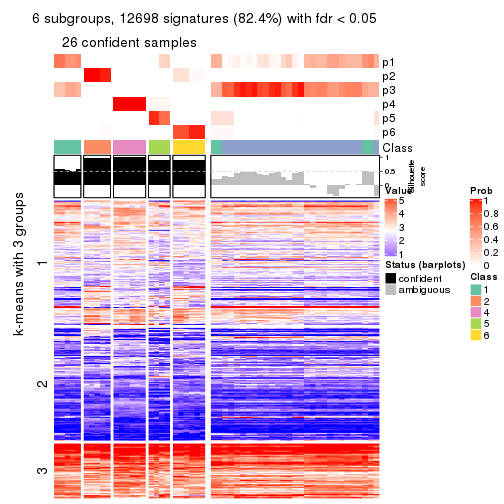 6 subgroups, 12698 signatures (82.4%) with fdr < 0.05
26 confident samples
p1
p2
p3
p4
p5
p6
Class
1
0.5
0
Silhouette
score
k-means with 3 groups
1
2
3
Value
5
4
3
2
1
Status (barplots)
confident
ambiguous
Prob
1
0.8
0.6
0.4
0.2
0
Class
1
2
4
5
6